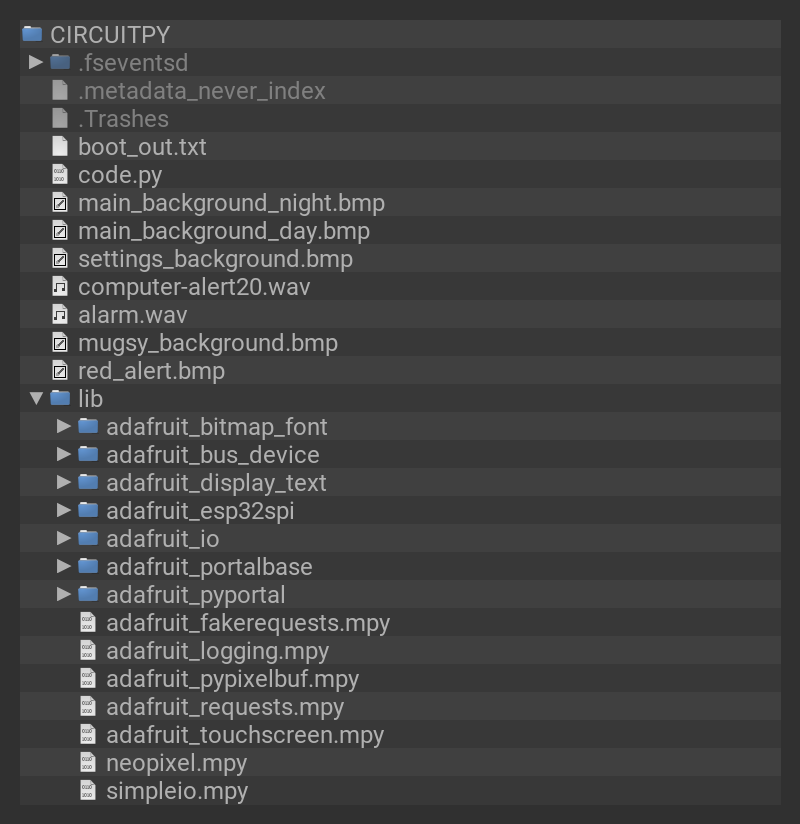 CIRCUITPY
.fseventsd
.metadata_never_index
.Trashes
boot_out.txt
code.py
main_background_night.bmp
main_background_day.bmp
settings_background.bmp
computer-alert20.wav
alarm.wav
mugsy_background.bmp
red_alert.bmp
lib
adafruit_bitmap_font
adafruit_bus_device
adafruit_display_text
adafruit_esp32spi
adafruit_io
adafruit_portalbase
adafruit_pyportal
adafruit_fakerequests.mpy
adafruit_logging.mpy
adafruit_pypixelbuf.mpy
adafruit_requests.mpy
adafruit_touchscreen.mpy
neopixel.mpy
simpleio.mpy